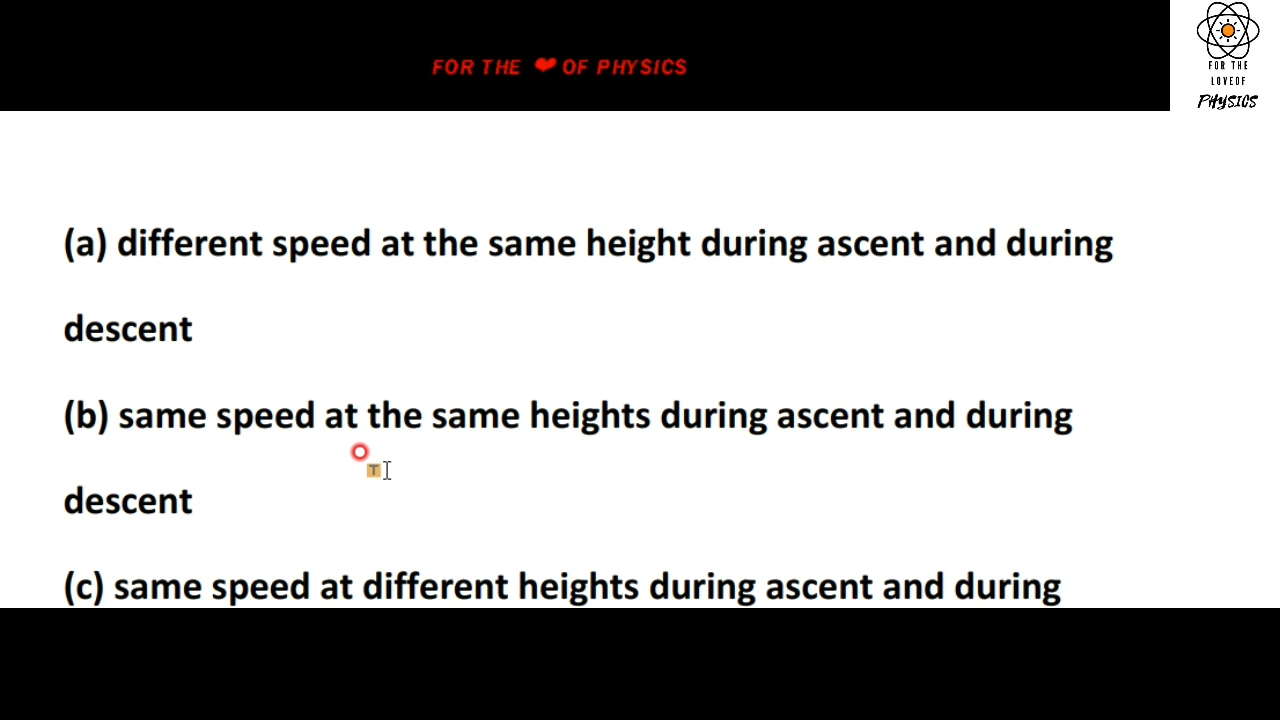 FOR THE ❤ OF PHYSICS
FOR THE
LOVE OF
PHYSICS
(a) different speed at the same height during ascent and during
descent
(b) same speed at the same heights during ascent and during
T
descent
(c) same speed at different heights during ascent and during